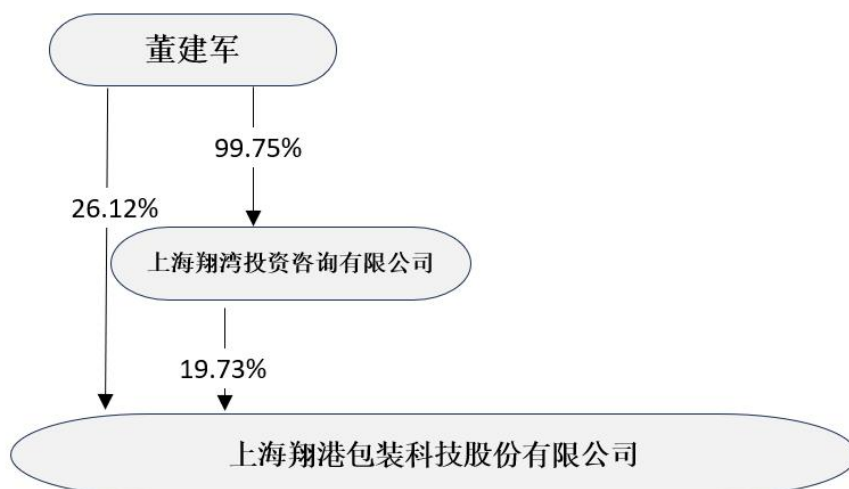 董建军
99.75%
26.12%
上海翔湾投资咨询有限公司
19.73%
上海翔港包装科技股份有限公司